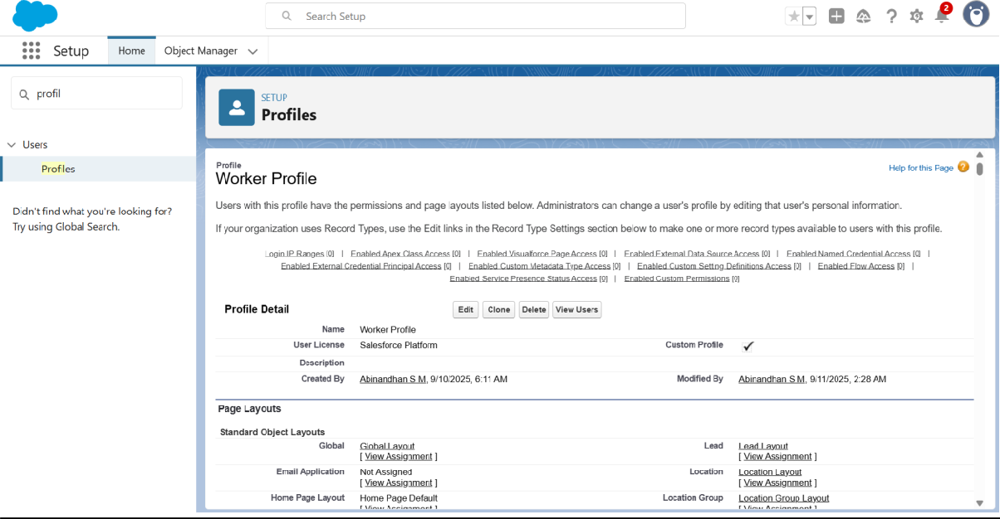 Search Setup
2
Setup
Home
Object Manager
profil
Users
Profiles
Didn't find what you're looking for?
Try using Global Search.
SETUP
Profiles
Profile
Worker Profile
Help for this Page ?
Users with this profile have the permissions and page layouts listed below. Administrators can change a user's profile by editing that user's personal information.
If your organization uses Record Types, use the Edit links in the Record Type Settings section below to make one or more record types available to users with this profile.
Login IP Ranges [0] | Enabled Apex Class Access [0] | Enabled Visualforce Page Access [0] | Enabled External Data Source Access [0] | Enabled Named Credential Access [0] |
Enabled External Credential Principal Access [0] | Enabled Custom Metadata Type Access [0] | Enabled Custom Setting Definitions Access [0] | Enabled Flow Access [0] |
Enabled Service Presence Status Access [0] | Enabled Custom Permissions [0]
Profile Detail
Edit Clone Delete View Users
Name Worker Profile
User License Salesforce Platform Custom Profile ✓
Description
Created By Abinandhan S M, 9/10/2025, 6:11 AM Modified By Abinandhan S M, 9/11/2025, 2:28 AM
Page Layouts
Standard Object Layouts
Global Global Layout Lead Lead Layout
[ View Assignment ] [ View Assignment ]
Email Application Not Assigned Location Location Layout
[ View Assignment ] [ View Assignment ]
Home Page Layout Home Page Default Location Group Location Group Layout
[ View Assignment ] [ View Assignment ]